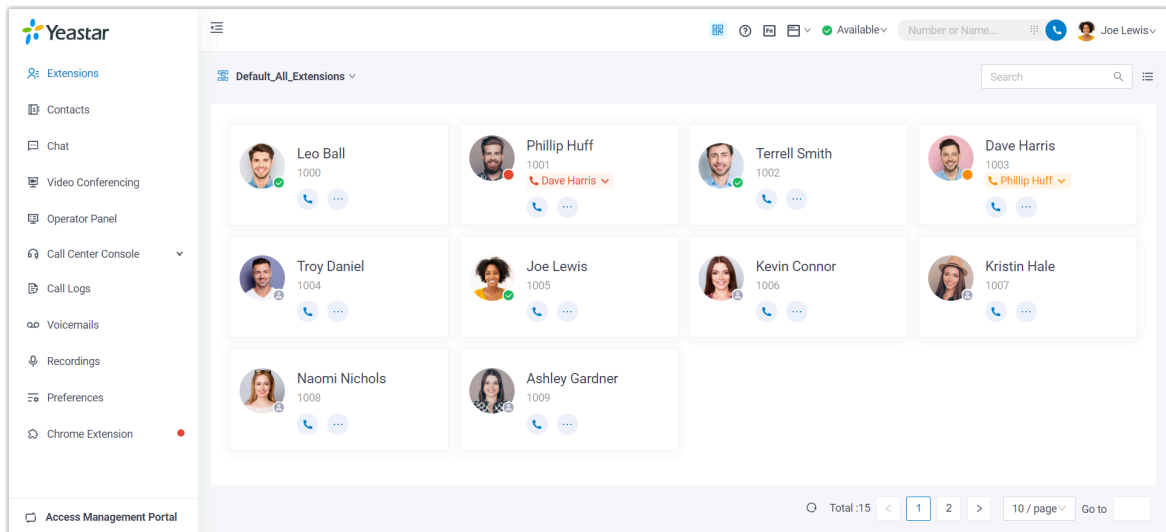 Yeastar
Fn
Available
Number or Name...
Joe Lewis
Extensions
Contacts
Chat
Video Conferencing
Operator Panel
Call Center Console
Call Logs
Voicemails
Recordings
Preferences
Chrome Extension
Access Management Portal
Default_All_Extensions
Search
Leo Ball
1000
Phillip Huff
1001
Dave Harris
Terrell Smith
1002
Dave Harris
1003
Phillip Huff
Troy Daniel
1004
Joe Lewis
1005
Kevin Connor
1006
Kristin Hale
1007
Naomi Nichols
1008
Ashley Gardner
1009
Total :15 < 1 2 > 10 / page Go to